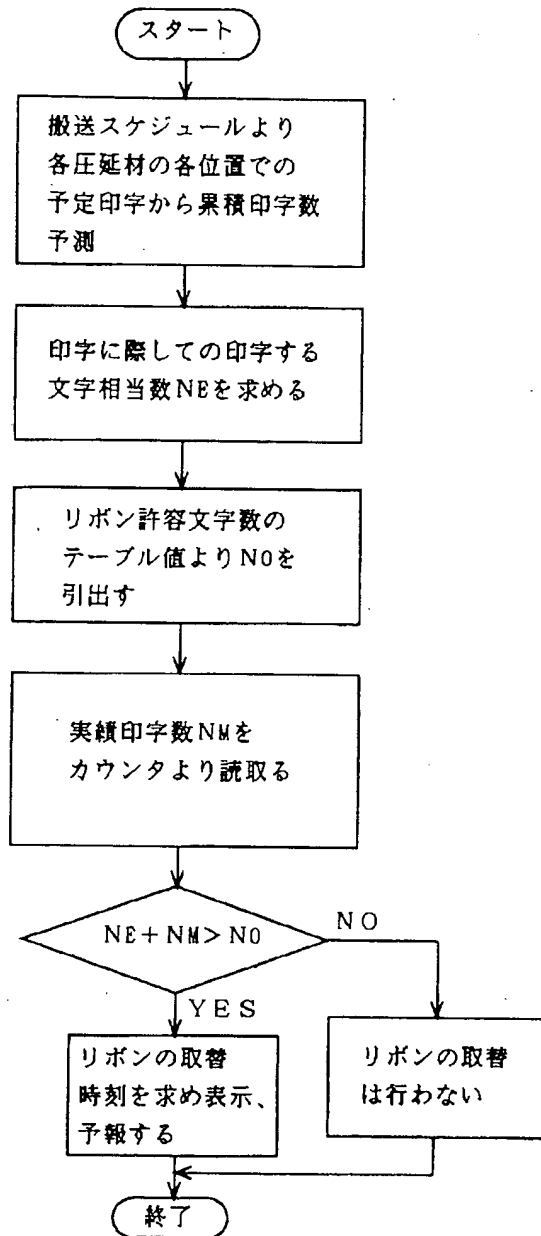 スタート
搬送スケジュールより
各圧延材の各位置での
予定印字から累積印字数
予測
印字に際しての印字する
文字相当数NEを求める
リボン許容文字数の
テーブル値よりN0を
引出す
実績印字数NMを
カウンタより読取る
NE+NM>N0
NO
YES
リボンの取替
時刻を求め表示、
予報する
リボンの取替
は行わない
終了